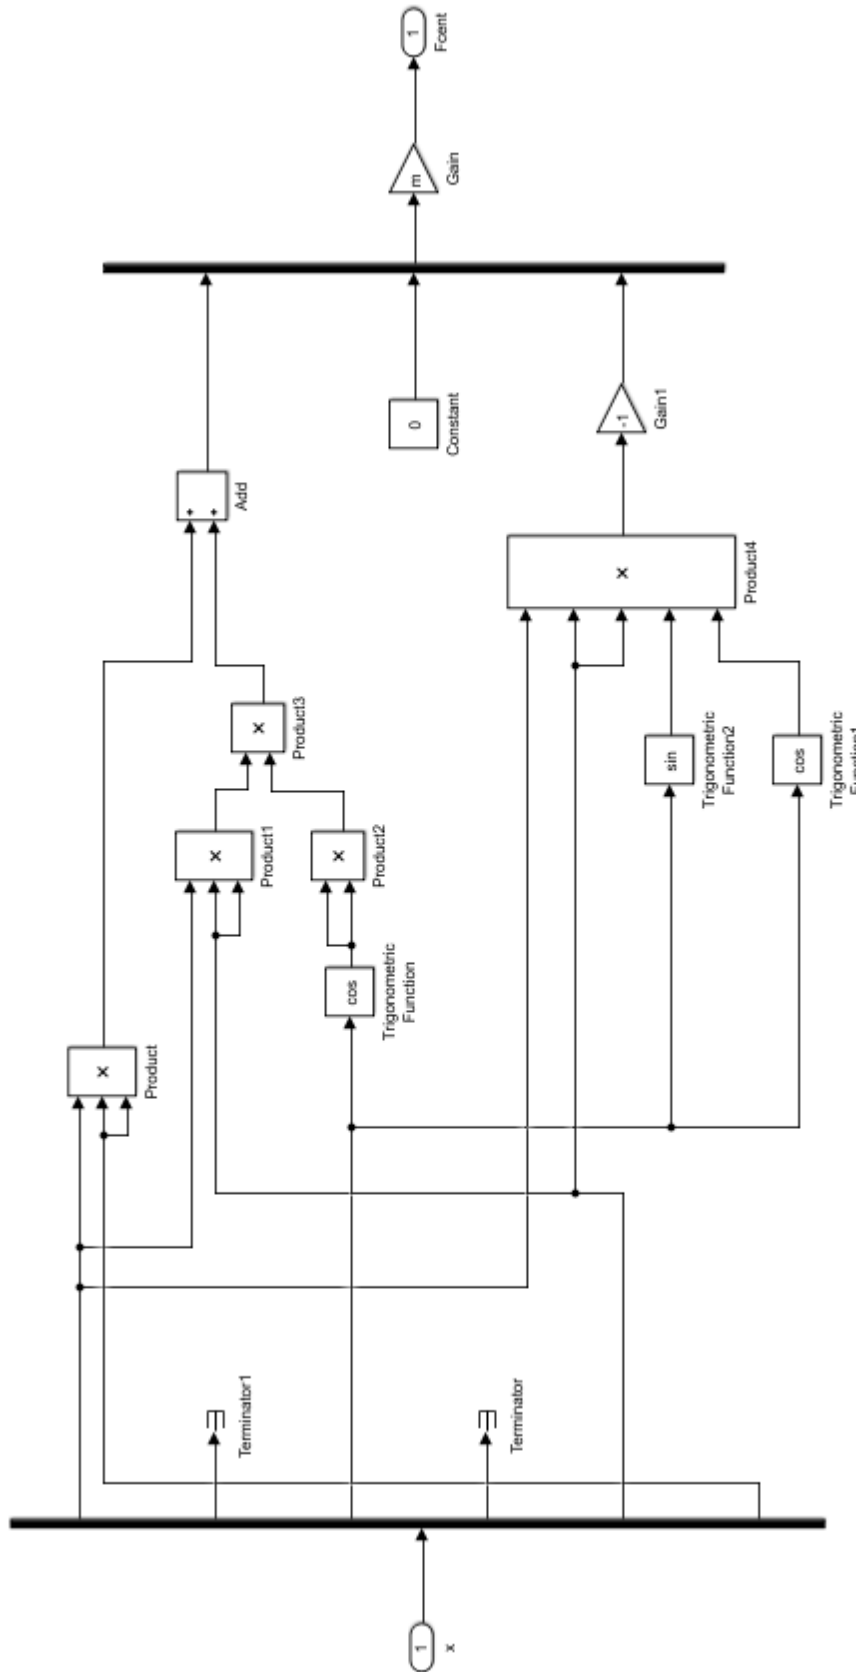 1
x
Terminator1
Terminator
×
Product
cos
Trigonometric
Function
×
Product1
×
Product2
×
Product3
sin
Trigonometric
Function2
cos
Trigonometric
Function1
×
Product4
+
+
Add
0
Constant
-1
Gain1
m
Gain
1
Fcent